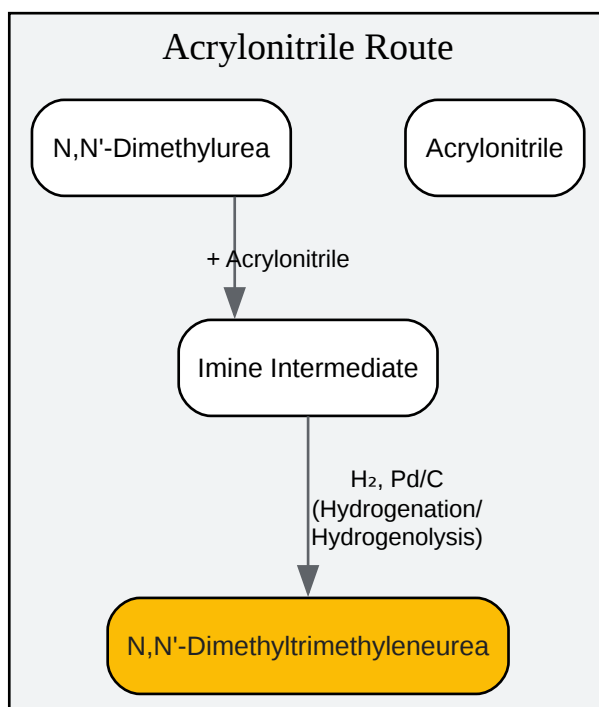 Acrylonitrile Route
N,N'-Dimethylurea
Acrylonitrile
+ Acrylonitrile
Imine Intermediate
H₂, Pd/C
(Hydrogenation/
Hydrogenolysis)
N,N'-Dimethyltrimethyleneurea